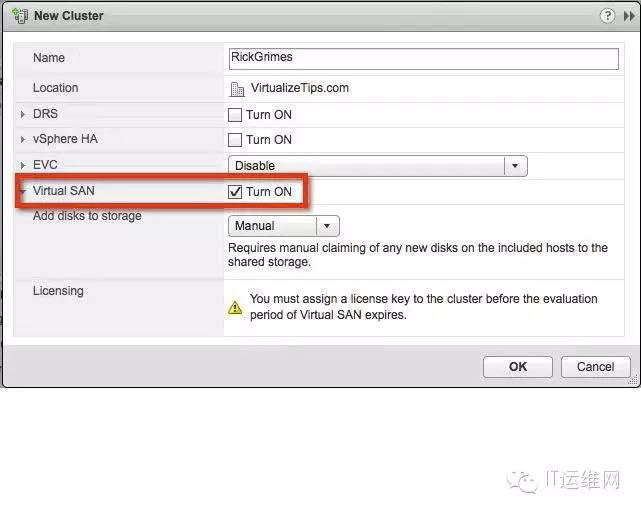 New Cluster
?
Name
RickGrimes
Location
VirtualizeTips.com
DRS
Turn ON
vSphere HA
Turn ON
EVC
Disable
Virtual SAN
Turn ON
Add disks to storage
Manual
Requires manual claiming of any new disks on the included hosts to the
shared storage.
Licensing
You must assign a license key to the cluster before the evaluation
period of Virtual SAN expires.
OK
Cancel
IT运维网